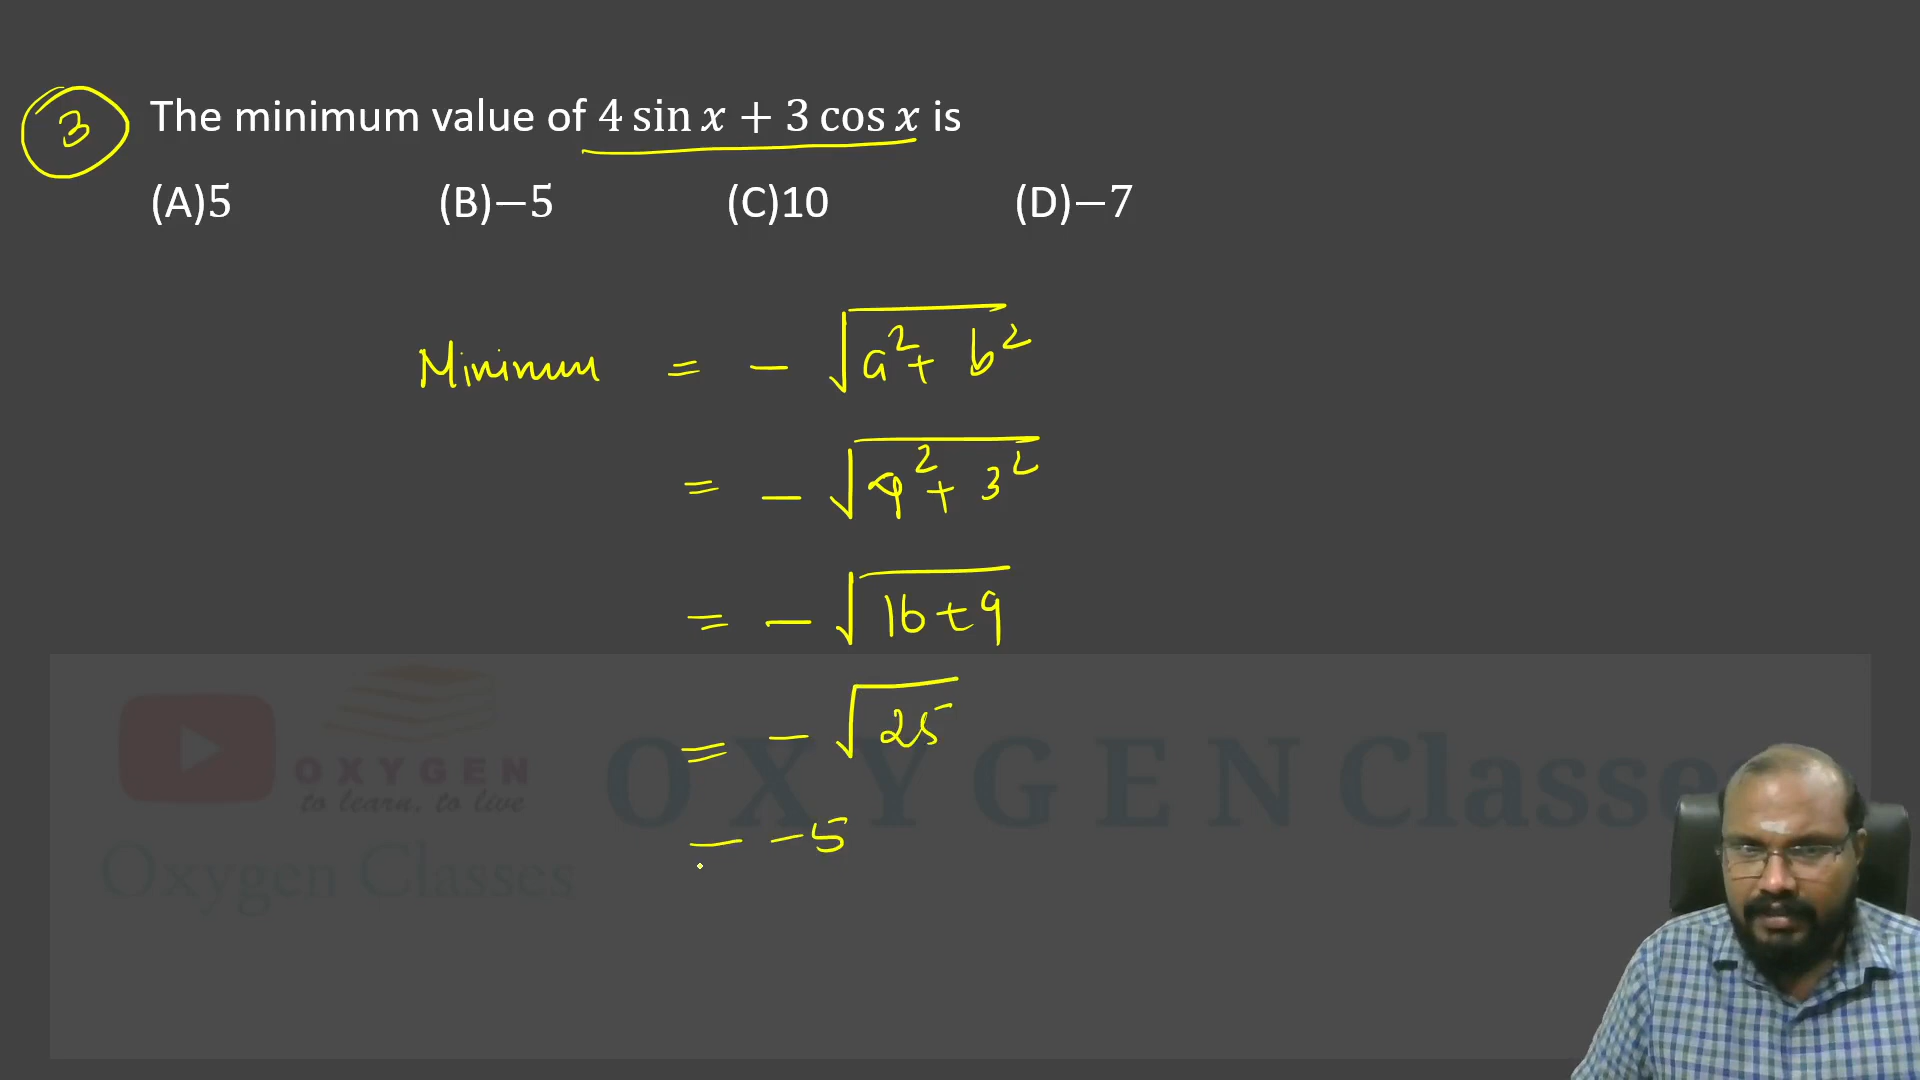 3 The minimum value of 4 sin x + 3 cos x is
(A)5 (B)−5 (C)10 (D)−7
Minimum = − √(a² + b²)
= − √(4² + 3²)
= − √(16 + 9)
= − √25
= −5
OXYGEN
to learn. to live
Oxygen Classes
OXYGEN Classes